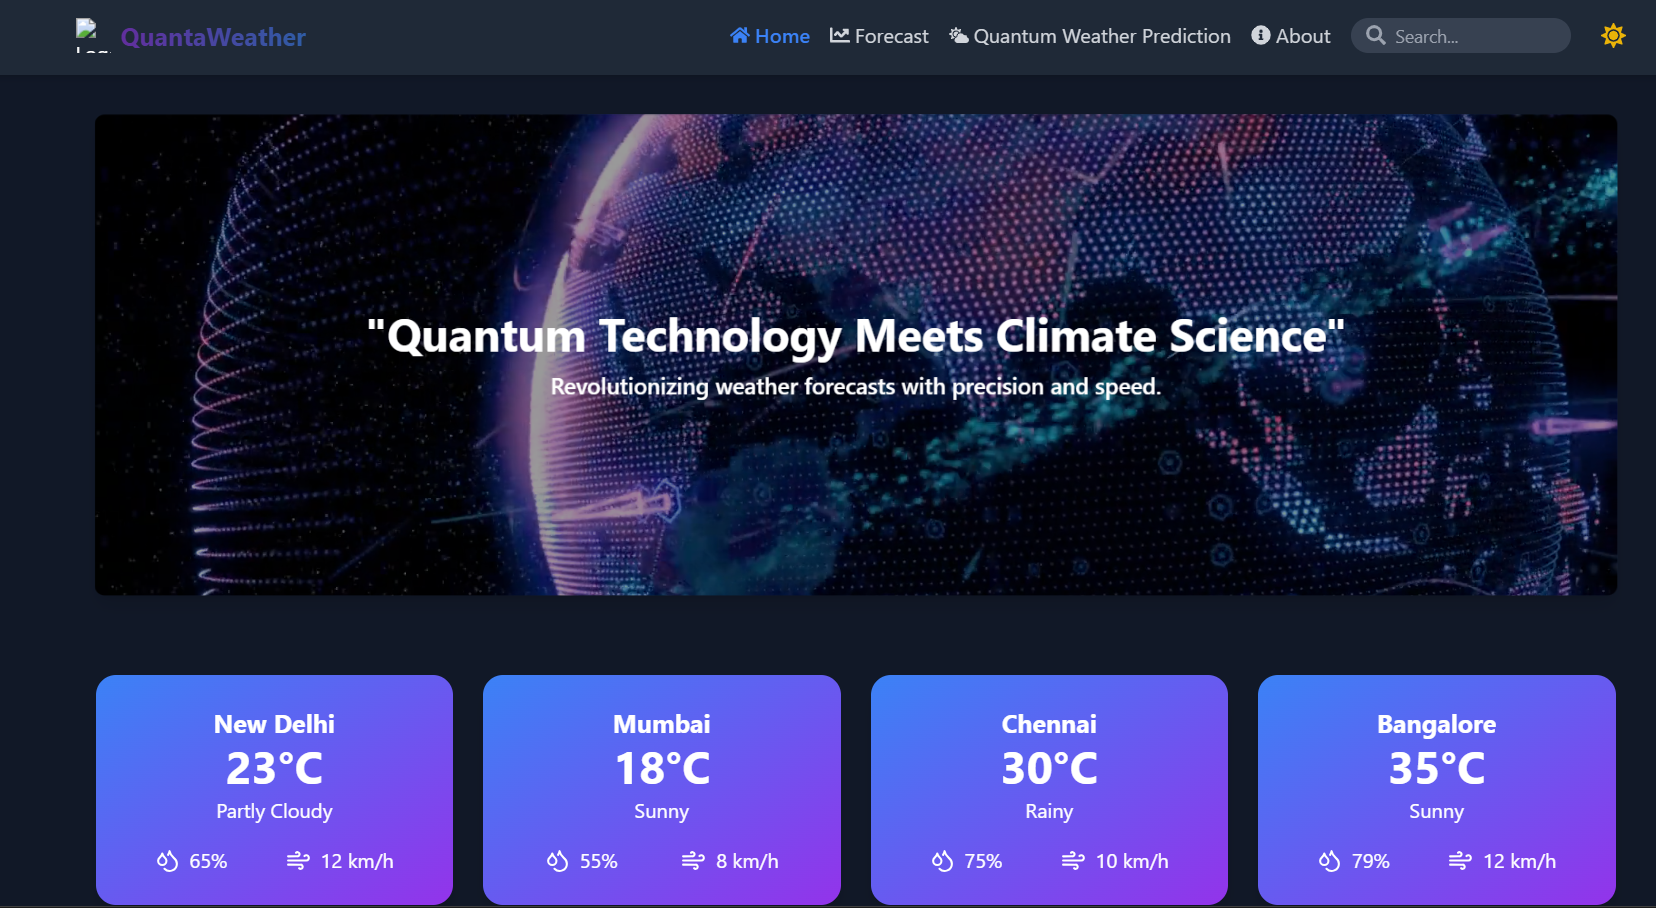 QuantaWeather
Home Forecast Quantum Weather Prediction About Search...
"Quantum Technology Meets Climate Science"
Revolutionizing weather forecasts with precision and speed.
New Delhi
23°C
Partly Cloudy
65% 12 km/h
Mumbai
18°C
Sunny
55% 8 km/h
Chennai
30°C
Rainy
75% 10 km/h
Bangalore
35°C
Sunny
79% 12 km/h